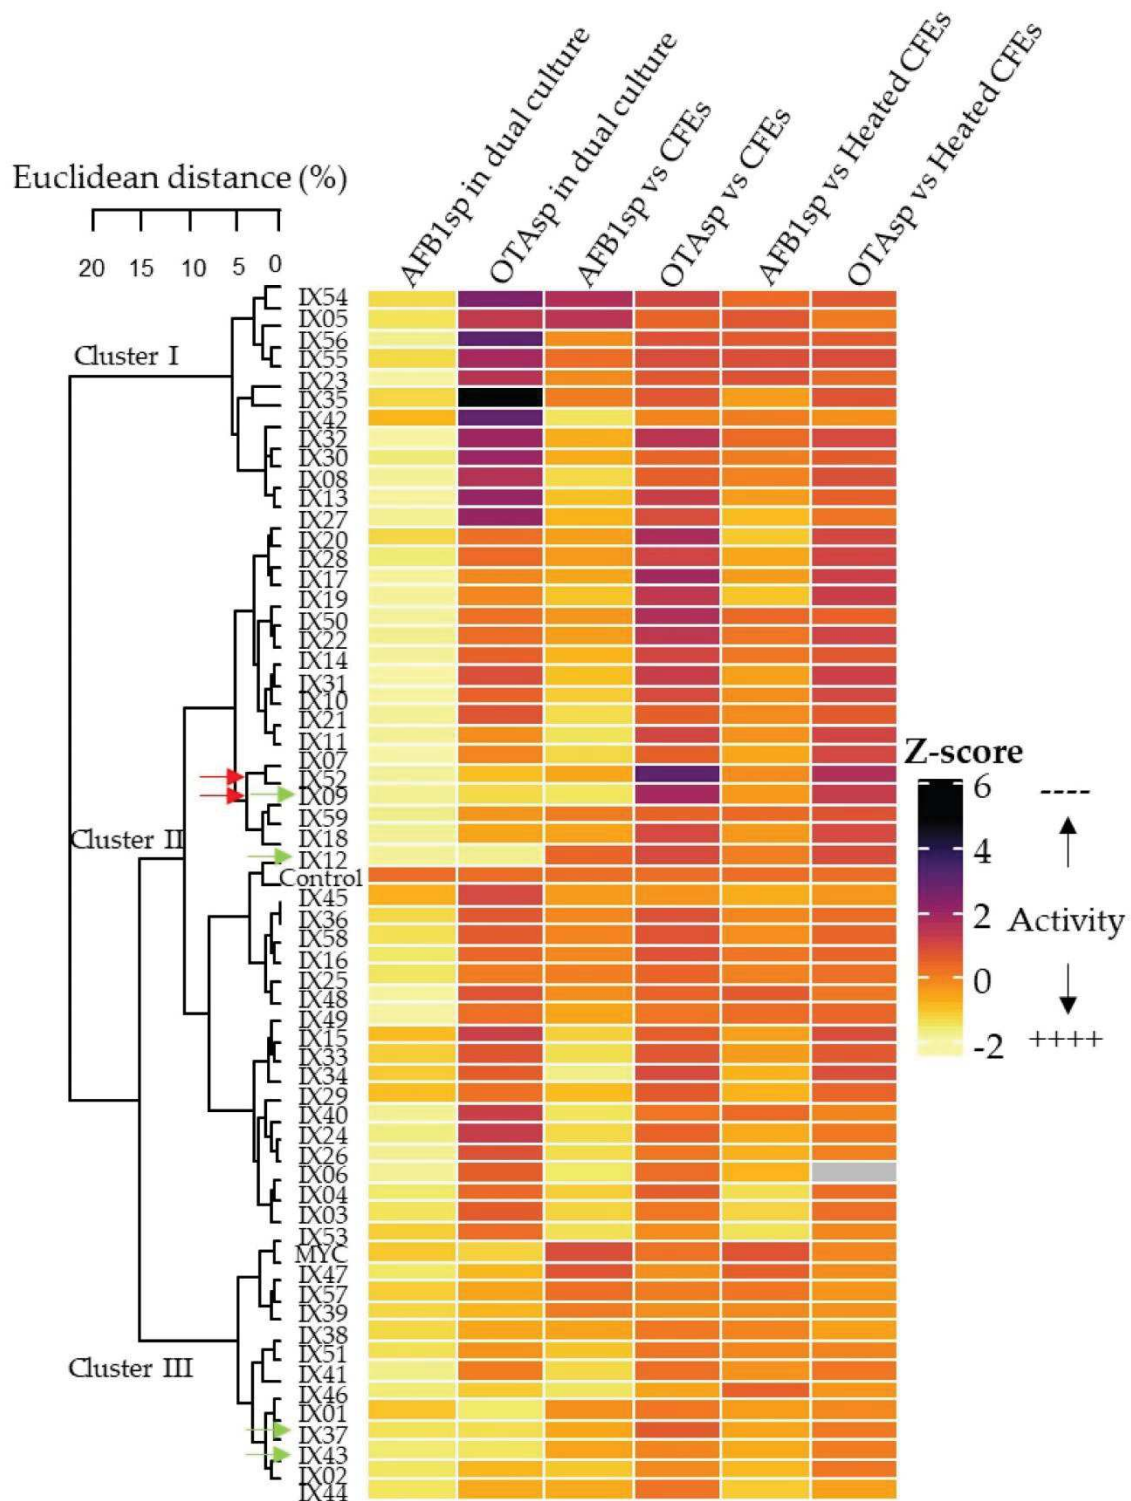 AFB1sp in dual culture
OTAsp in dual culture
AFB1sp vs CFEs
OTAsp vs CFEs
AFB1sp vs Heated CFEs
OTAsp vs Heated CFEs
Euclidean distance (%)
20 15 10 5 0
Cluster I
Cluster II
Cluster III
IX54
IX05
IX56
IX55
IX23
IX35
IX42
IX32
IX30
IX08
IX13
IX27
IX20
IX28
IX17
IX19
IX50
IX22
IX14
IX31
IX10
IX21
IX11
IX07
IX52
IX09
IX59
IX18
IX12
Control
IX45
IX36
IX58
IX16
IX25
IX48
IX49
IX15
IX33
IX34
IX29
IX40
IX24
IX26
IX06
IX04
IX03
IX53
MYC
IX47
IX57
IX39
IX38
IX51
IX41
IX46
IX01
IX37
IX43
IX02
IX44
Z-score
6
4
2
0
-2
----
Activity
++++